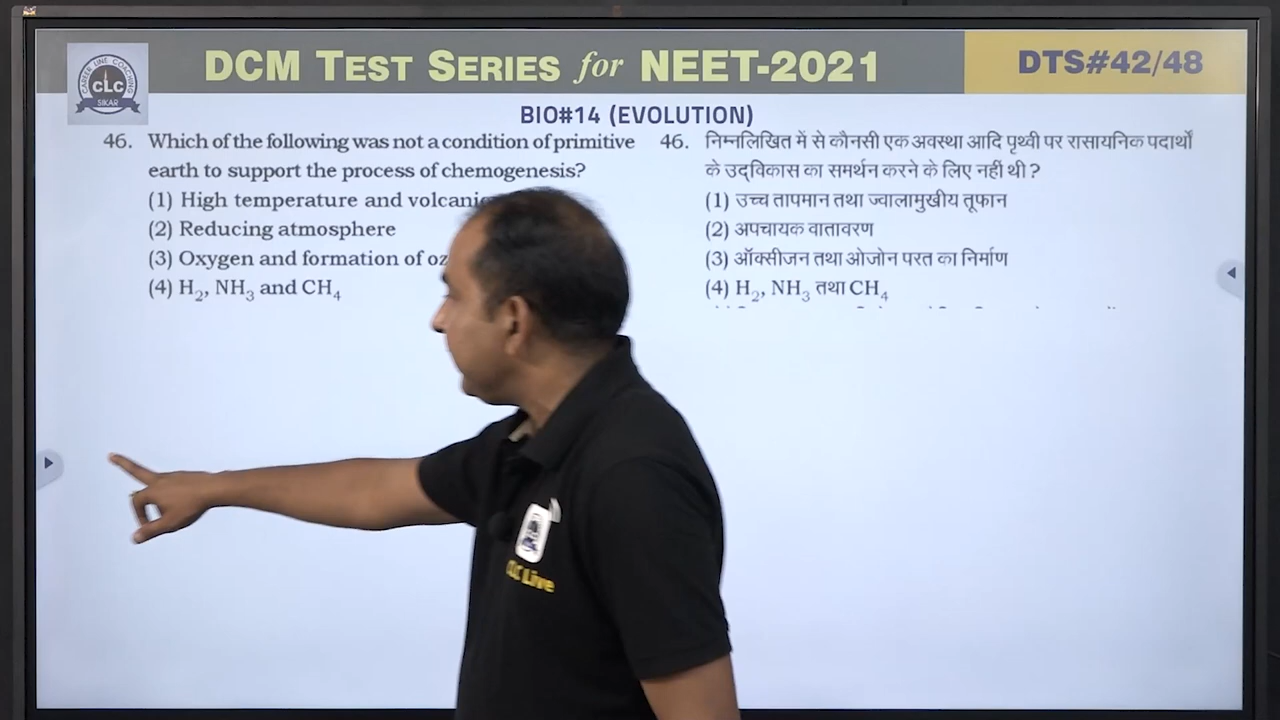 DCM TEST SERIES for NEET-2021
DTS#42/48
CLC
SIKAR
BIO#14 (EVOLUTION)
46. Which of the following was not a condition of primitive
earth to support the process of chemogenesis?
(1) High temperature and volcanic
(2) Reducing atmosphere
(3) Oxygen and formation of
(4) H₂, NH₃ and CH₄
46. निम्नलिखित में से कौनसी एक अवस्था आदि पृथ्वी पर रासायनिक पदार्थों
के उद्विकास का समर्थन करने के लिए नहीं थी ?
(1) उच्च तापमान तथा ज्वालामुखीय तूफान
(2) अपचायक वातावरण
(3) ऑक्सीजन तथा ओजोन परत का निर्माण
(4) H₂, NH₃ तथा CH₄
CLC Live